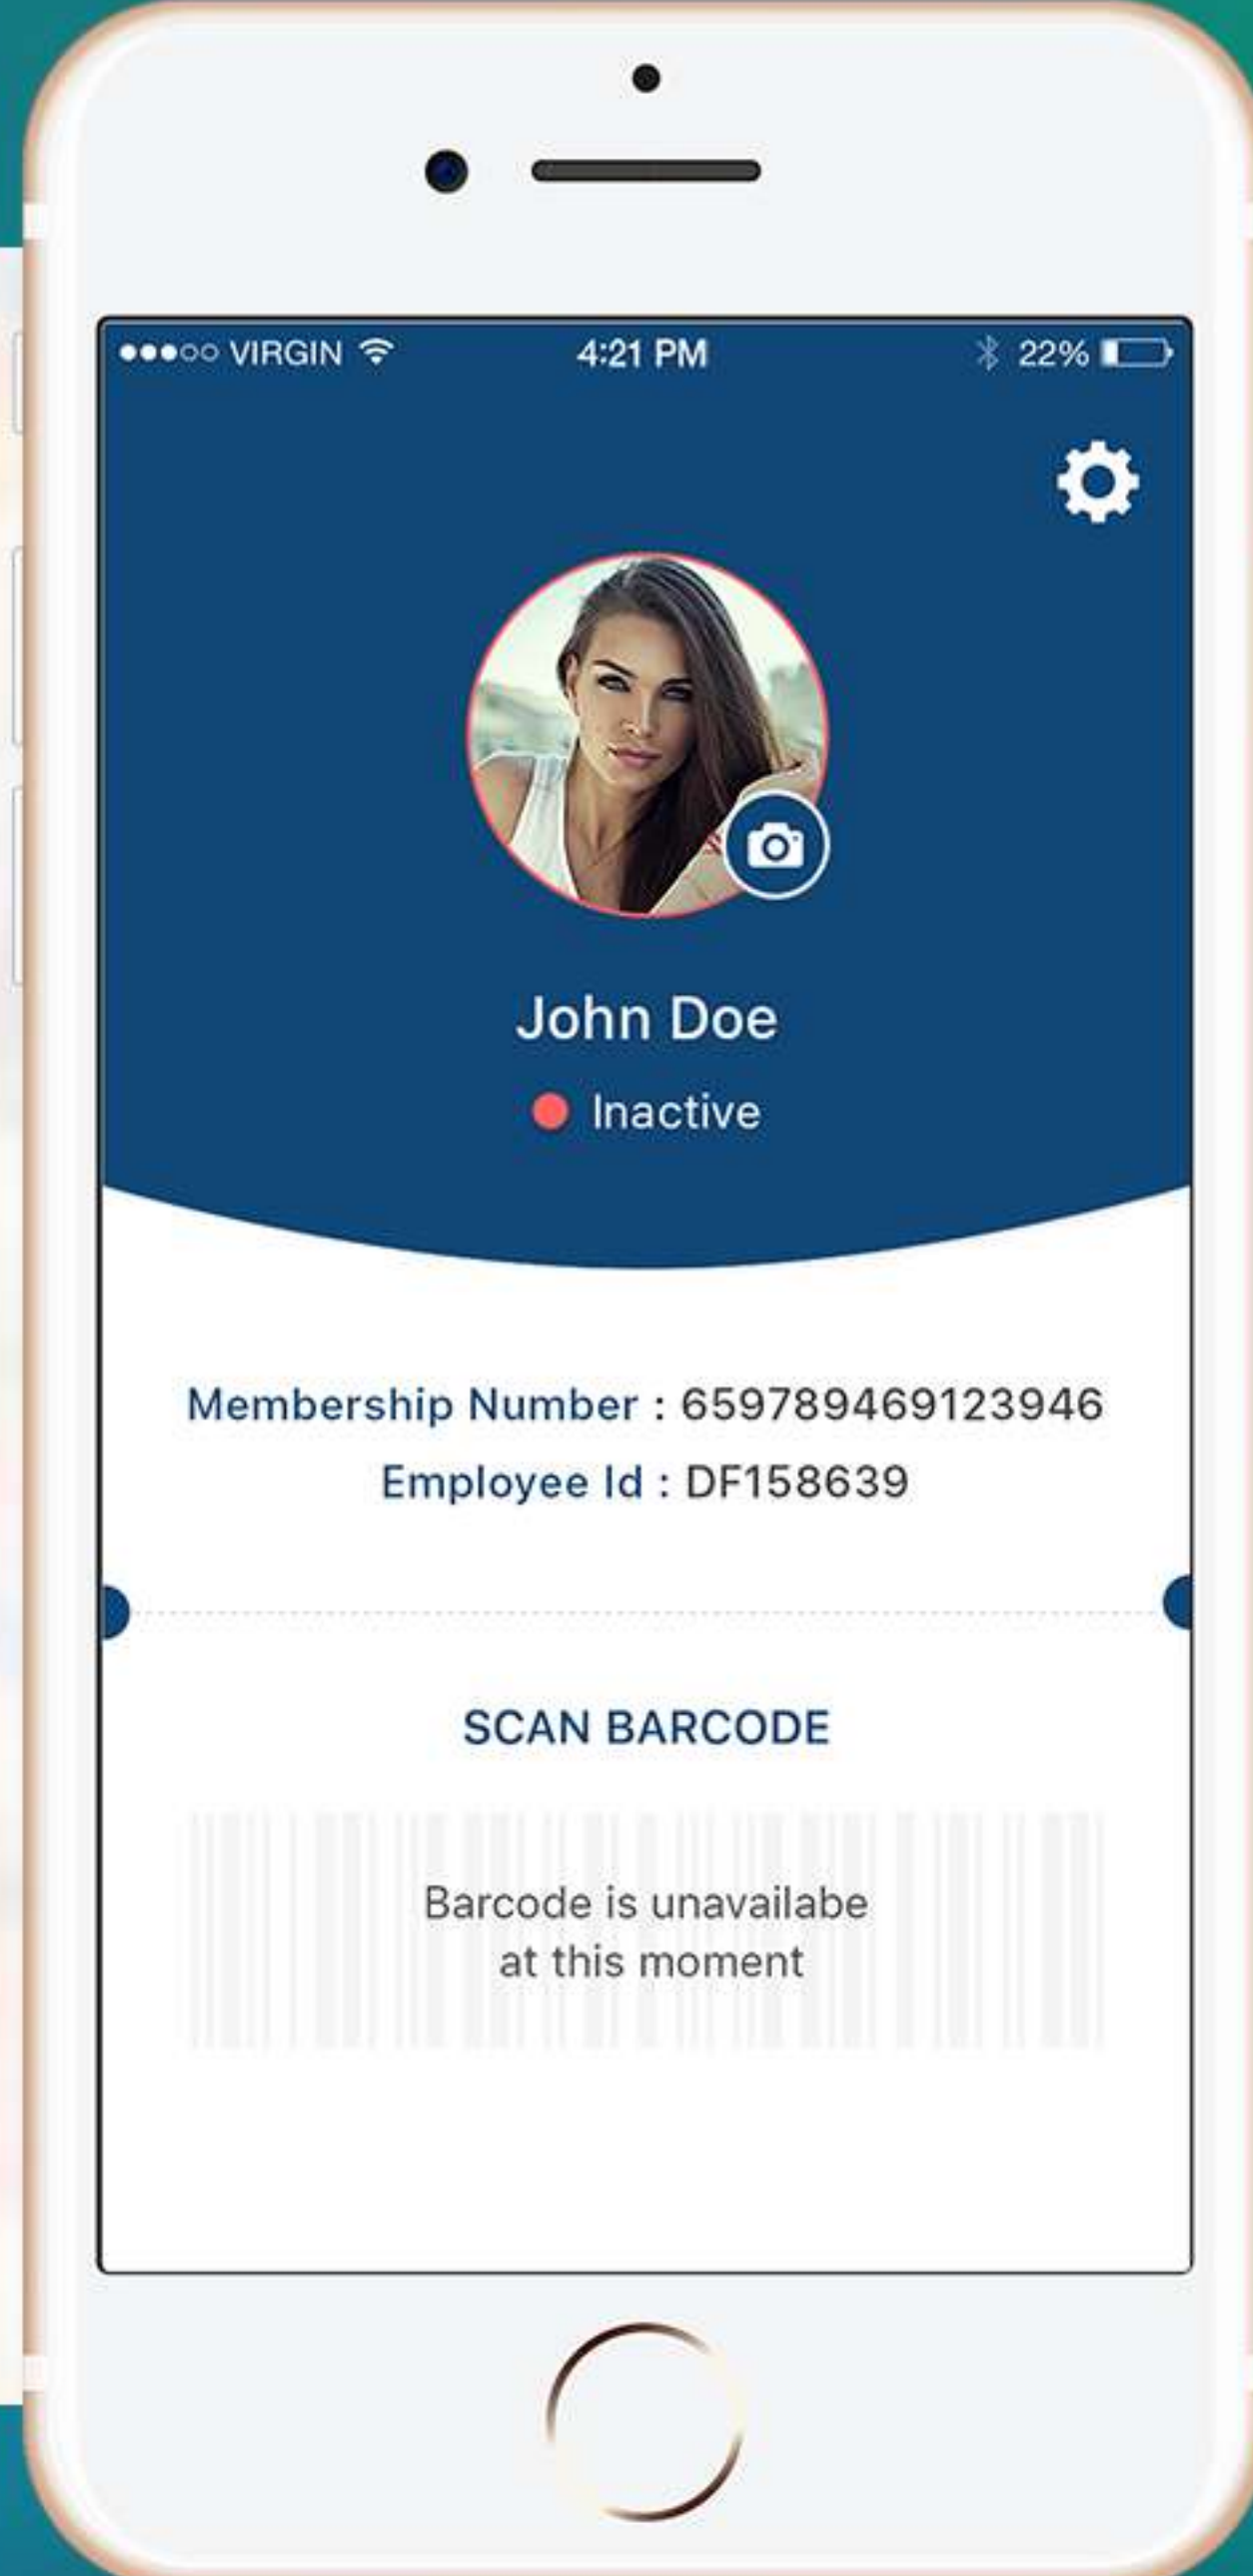 VIRGIN 4:21 PM 22%
John Doe
Inactive
Membership Number : 659789469123946
Employee Id : DF158639
SCAN BARCODE
Barcode is unavailabe
at this moment